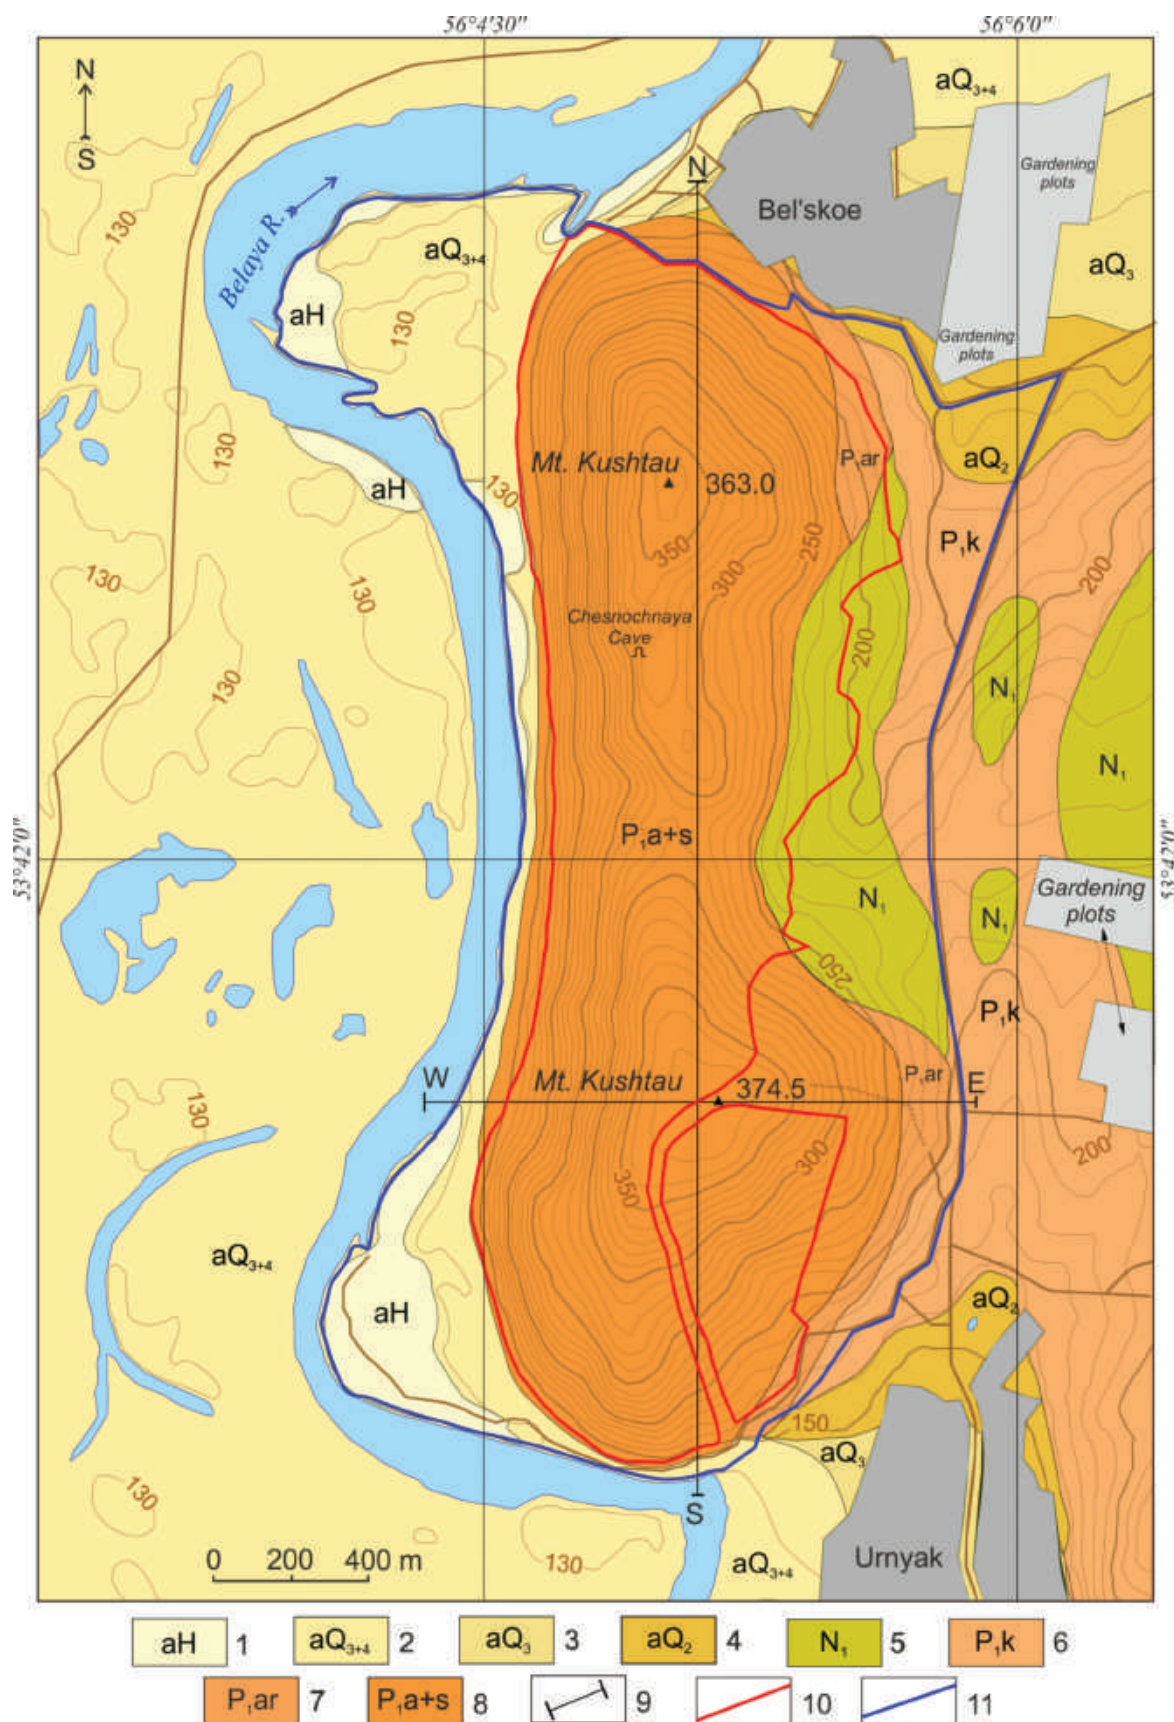 56°4'30"
56°6'0"
N
S
aQ3+4
Gardening
plots
N
Bel'skoe
130
Belaya R.
aQ3+4
aQ3
aH
130
Gardening
plots
130
Mt. Kushtau
363.0
P1ar
aQ2
aH
130
350
300
250
P1k
200
130
130
Chesnochnaya
Cave
200
N1
130
N1
53°42'0"
P1a+s
53°42'0"
N1
N1
Gardening
plots
250
P1k
W
Mt. Kushtau
374.5
P1ar
E
130
350
300
200
aQ3+4
aH
aQ2
150
aQ3
130
S
0 200 400 m
130
aQ3+4
Urnyak
aH 1 aQ3+4 2 aQ3 3 aQ2 4 N1 5 P1k 6
P1ar 7 P1a+s 8 9 10 11